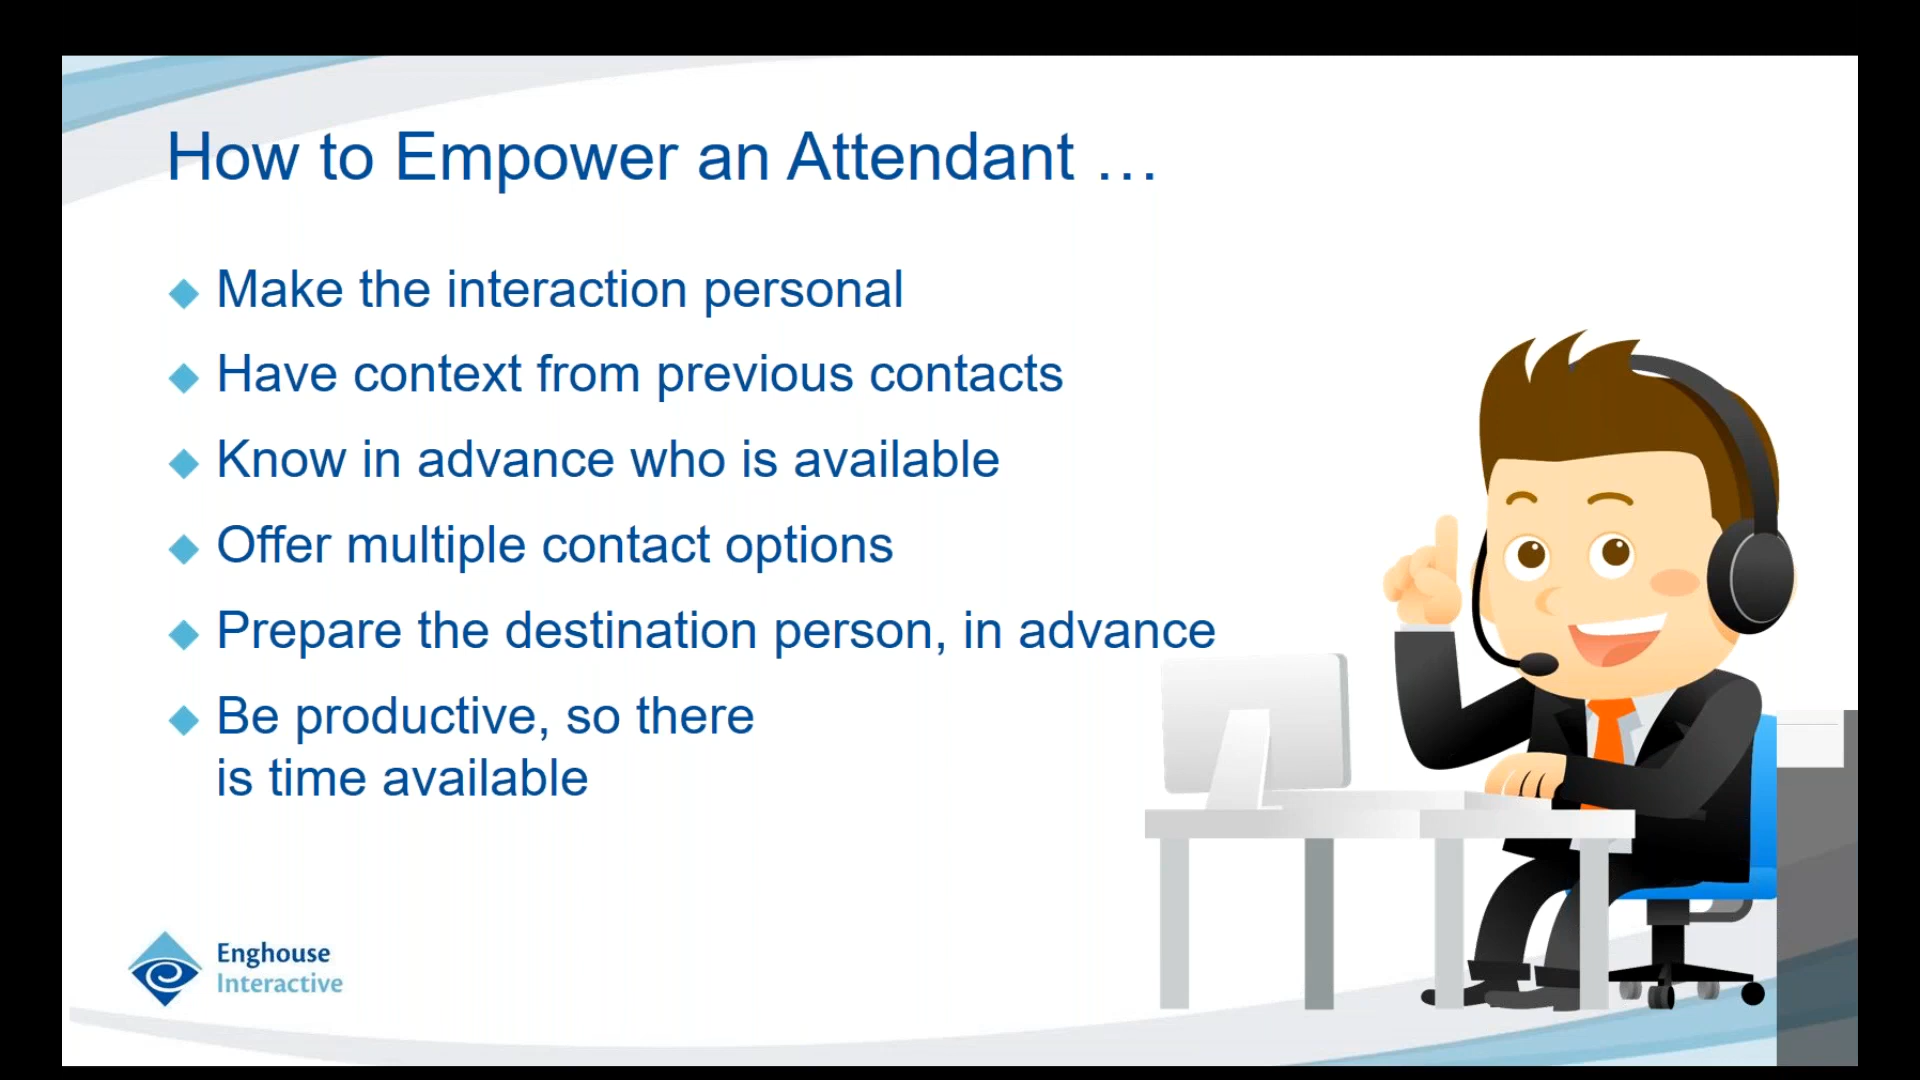 How to Empower an Attendant …
Make the interaction personal
Have context from previous contacts
Know in advance who is available
Offer multiple contact options
Prepare the destination person, in advance
Be productive, so there
is time available
Enghouse
Interactive